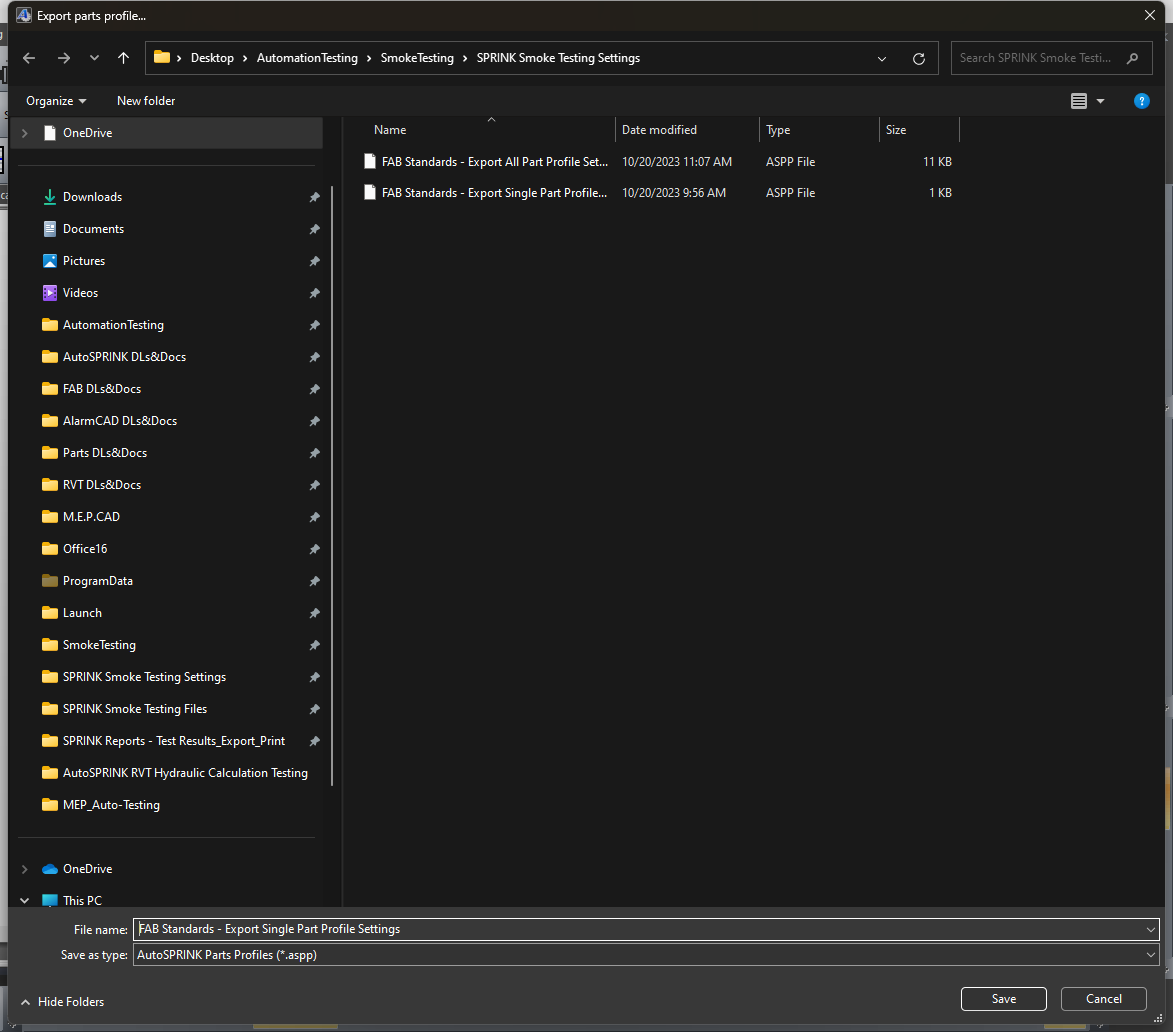 Export parts profile...
Desktop > AutomationTesting > SmokeTesting > SPRINK Smoke Testing Settings
Search SPRINK Smoke Testi...
Organize
New folder
OneDrive
Downloads
Documents
Pictures
Videos
AutomationTesting
AutoSPRINK DLs&Docs
FAB DLs&Docs
AlarmCAD DLs&Docs
Parts DLs&Docs
RVT DLs&Docs
M.E.P.CAD
Office16
ProgramData
Launch
SmokeTesting
SPRINK Smoke Testing Settings
SPRINK Smoke Testing Files
SPRINK Reports - Test Results_Export_Print
AutoSPRINK RVT Hydraulic Calculation Testing
MEP_Auto-Testing
OneDrive
This PC
Name Date modified Type Size
FAB Standards - Export All Part Profile Set... 10/20/2023 11:07 AM ASPP File 11 KB
FAB Standards - Export Single Part Profile... 10/20/2023 9:56 AM ASPP File 1 KB
File name: FAB Standards - Export Single Part Profile Settings
Save as type: AutoSPRINK Parts Profiles (*.aspp)
Hide Folders
Save
Cancel